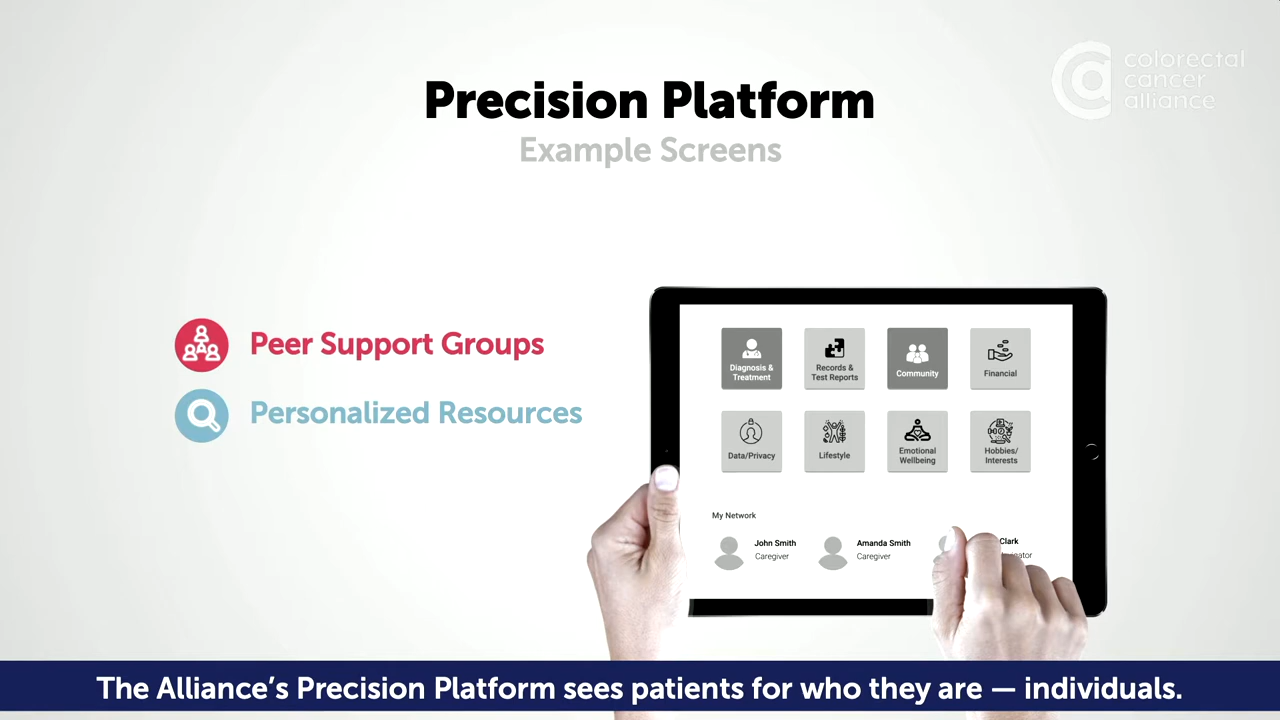 colorectal
cancer
alliance
Precision Platform
Example Screens
Peer Support Groups
Personalized Resources
Diagnosis &
Treatment
Records &
Test Reports
Community
Financial
Data/Privacy
Lifestyle
Emotional
Wellbeing
Hobbies/
Interests
My Network
John Smith
Caregiver
Amanda Smith
Caregiver
Clark
The Alliance’s Precision Platform sees patients for who they are — individuals.